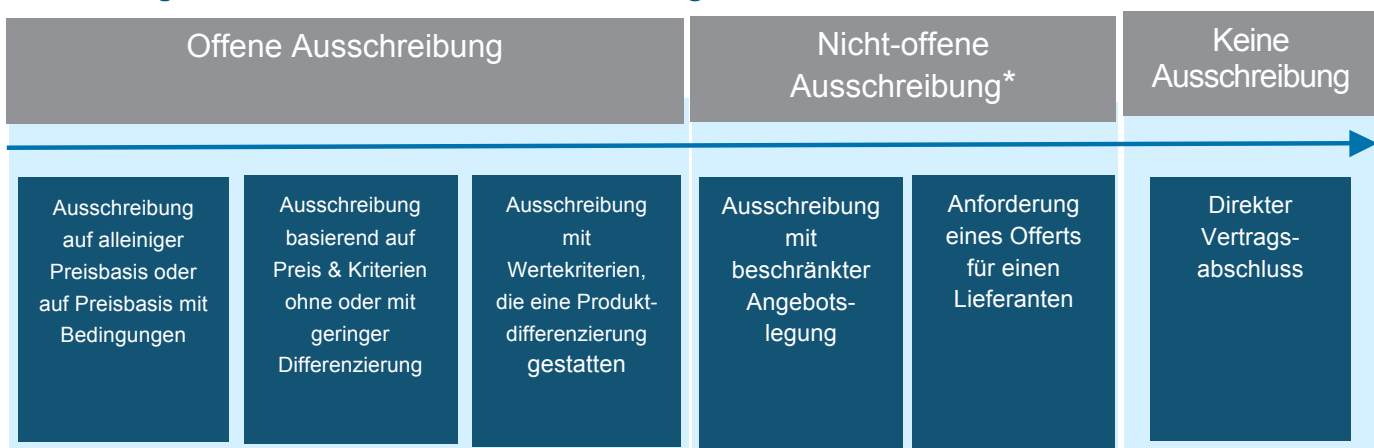 Offene Ausschreibung
Nicht-offene
Ausschreibung*
Keine
Ausschreibung
Ausschreibung
auf alleiniger
Preisbasis oder
auf Preisbasis mit
Bedingungen
Ausschreibung
basierend auf
Preis & Kriterien
ohne oder mit
geringer
Differenzierung
Ausschreibung
mit
Wertekriterien,
die eine Produkt-
differenzierung
gestatten
Ausschreibung
mit
beschränkter
Angebots-
legung
Anforderung
eines Offerts
für einen
Lieferanten
Direkter
Vertrags-
abschluss